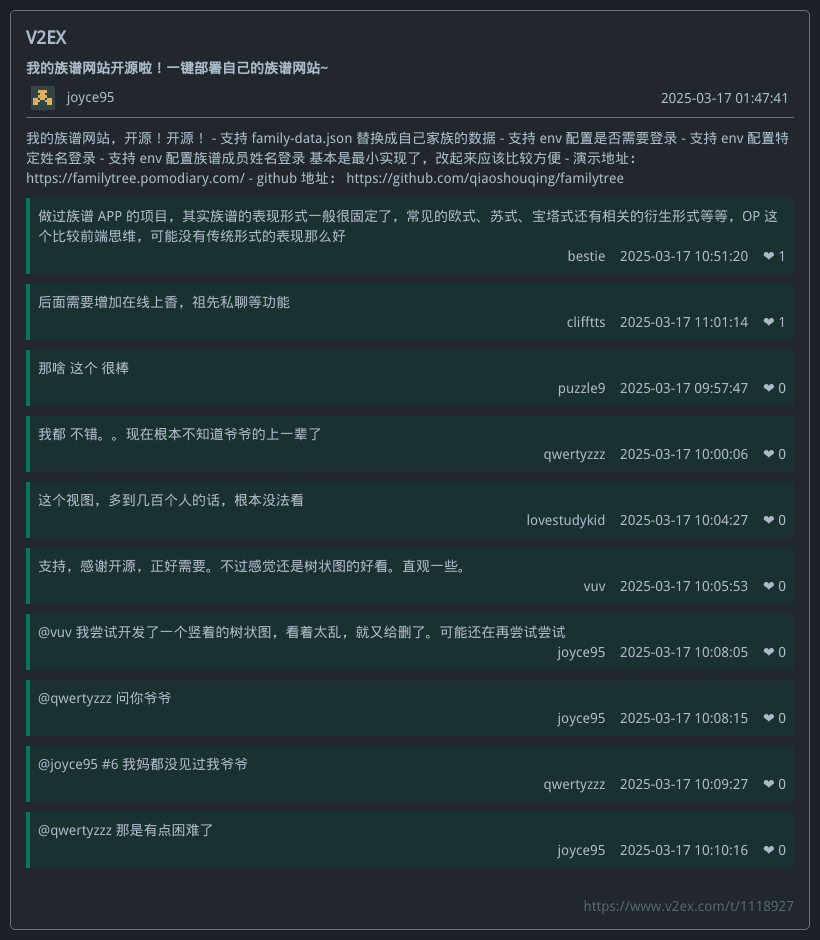 V2EX
我的族谱网站开源啦！一键部署自己的族谱网站~
joyce95 2025-03-17 01:47:41
我的族谱网站，开源！开源！ - 支持 family-data.json 替换成自己家族的数据 - 支持 env 配置是否需要登录 - 支持 env 配置特
定姓名登录 - 支持 env 配置族谱成员姓名登录 基本是最小实现了，改起来应该比较方便 - 演示地址：
https://familytree.pomodiary.com/ - github 地址： https://github.com/qiaoshouqing/familytree
做过族谱 APP 的项目，其实族谱的表现形式一般很固定了，常见的欧式、苏式、宝塔式还有相关的衍生形式等等，OP 这
个比较前端思维，可能没有传统形式的表现那么好
bestie 2025-03-17 10:51:20 ❤ 1
后面需要增加在线上香，祖先私聊等功能
clifftts 2025-03-17 11:01:14 ❤ 1
那啥 这个 很棒
puzzle9 2025-03-17 09:57:47 ❤ 0
我都 不错。。现在根本不知道爷爷的上一辈了
qwertyzzz 2025-03-17 10:00:06 ❤ 0
这个视图，多到几百个人的话，根本没法看
lovestudykid 2025-03-17 10:04:27 ❤ 0
支持，感谢开源，正好需要。不过感觉还是树状图的好看。直观一些。
vuv 2025-03-17 10:05:53 ❤ 0
@vuv 我尝试开发了一个竖着的树状图，看着太乱，就又给删了。可能还在再尝试尝试
joyce95 2025-03-17 10:08:05 ❤ 0
@qwertyzzz 问你爷爷
joyce95 2025-03-17 10:08:15 ❤ 0
@joyce95 #6 我妈都没见过我爷爷
qwertyzzz 2025-03-17 10:09:27 ❤ 0
@qwertyzzz 那是有点困难了
joyce95 2025-03-17 10:10:16 ❤ 0
https://www.v2ex.com/t/1118927